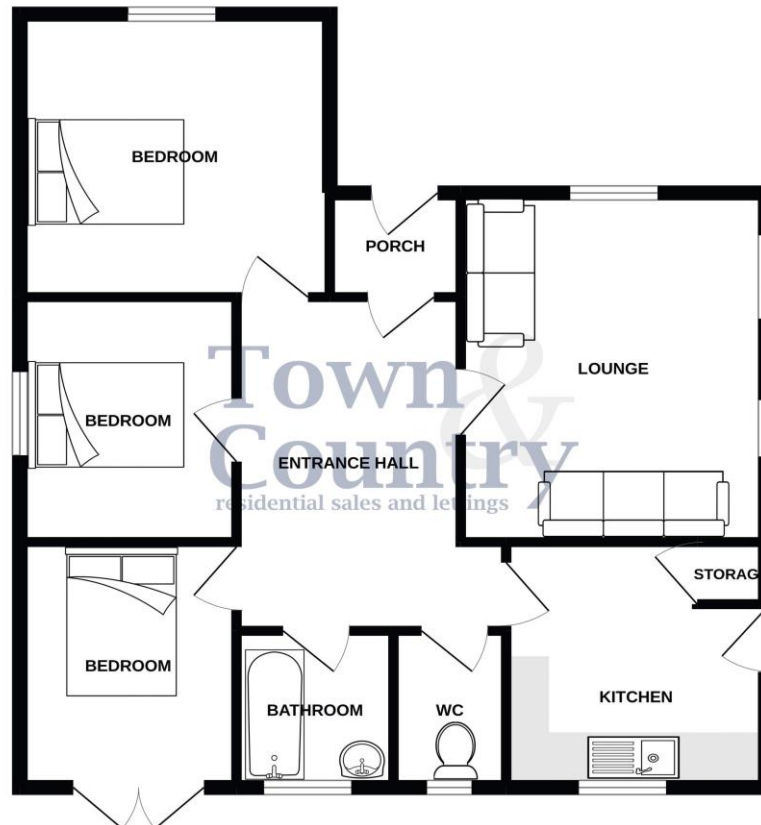 BEDROOM
PORCH
LOUNGE
BEDROOM
Town &
Country
ENTRANCE HALL
residential sales and lettings
STORAG
BEDROOM
KITCHEN
BATHROOM
WC